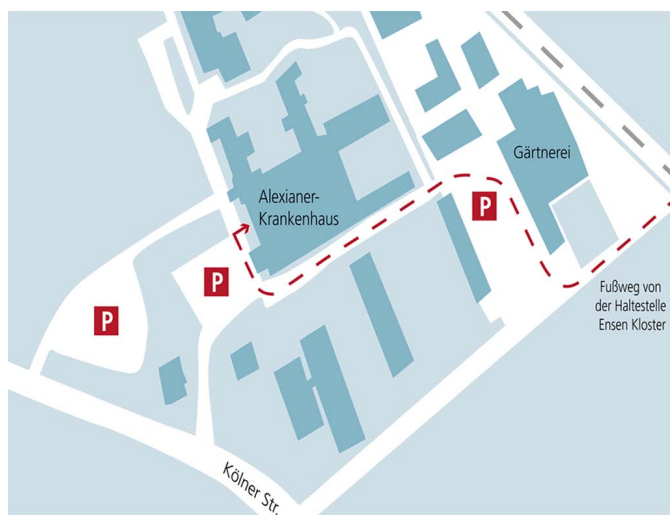 Gärtnerei
Alexianer-
Krankenhaus
P
P
P
Fußweg von
der Haltestelle
Ensen Kloster
Kölner Str.